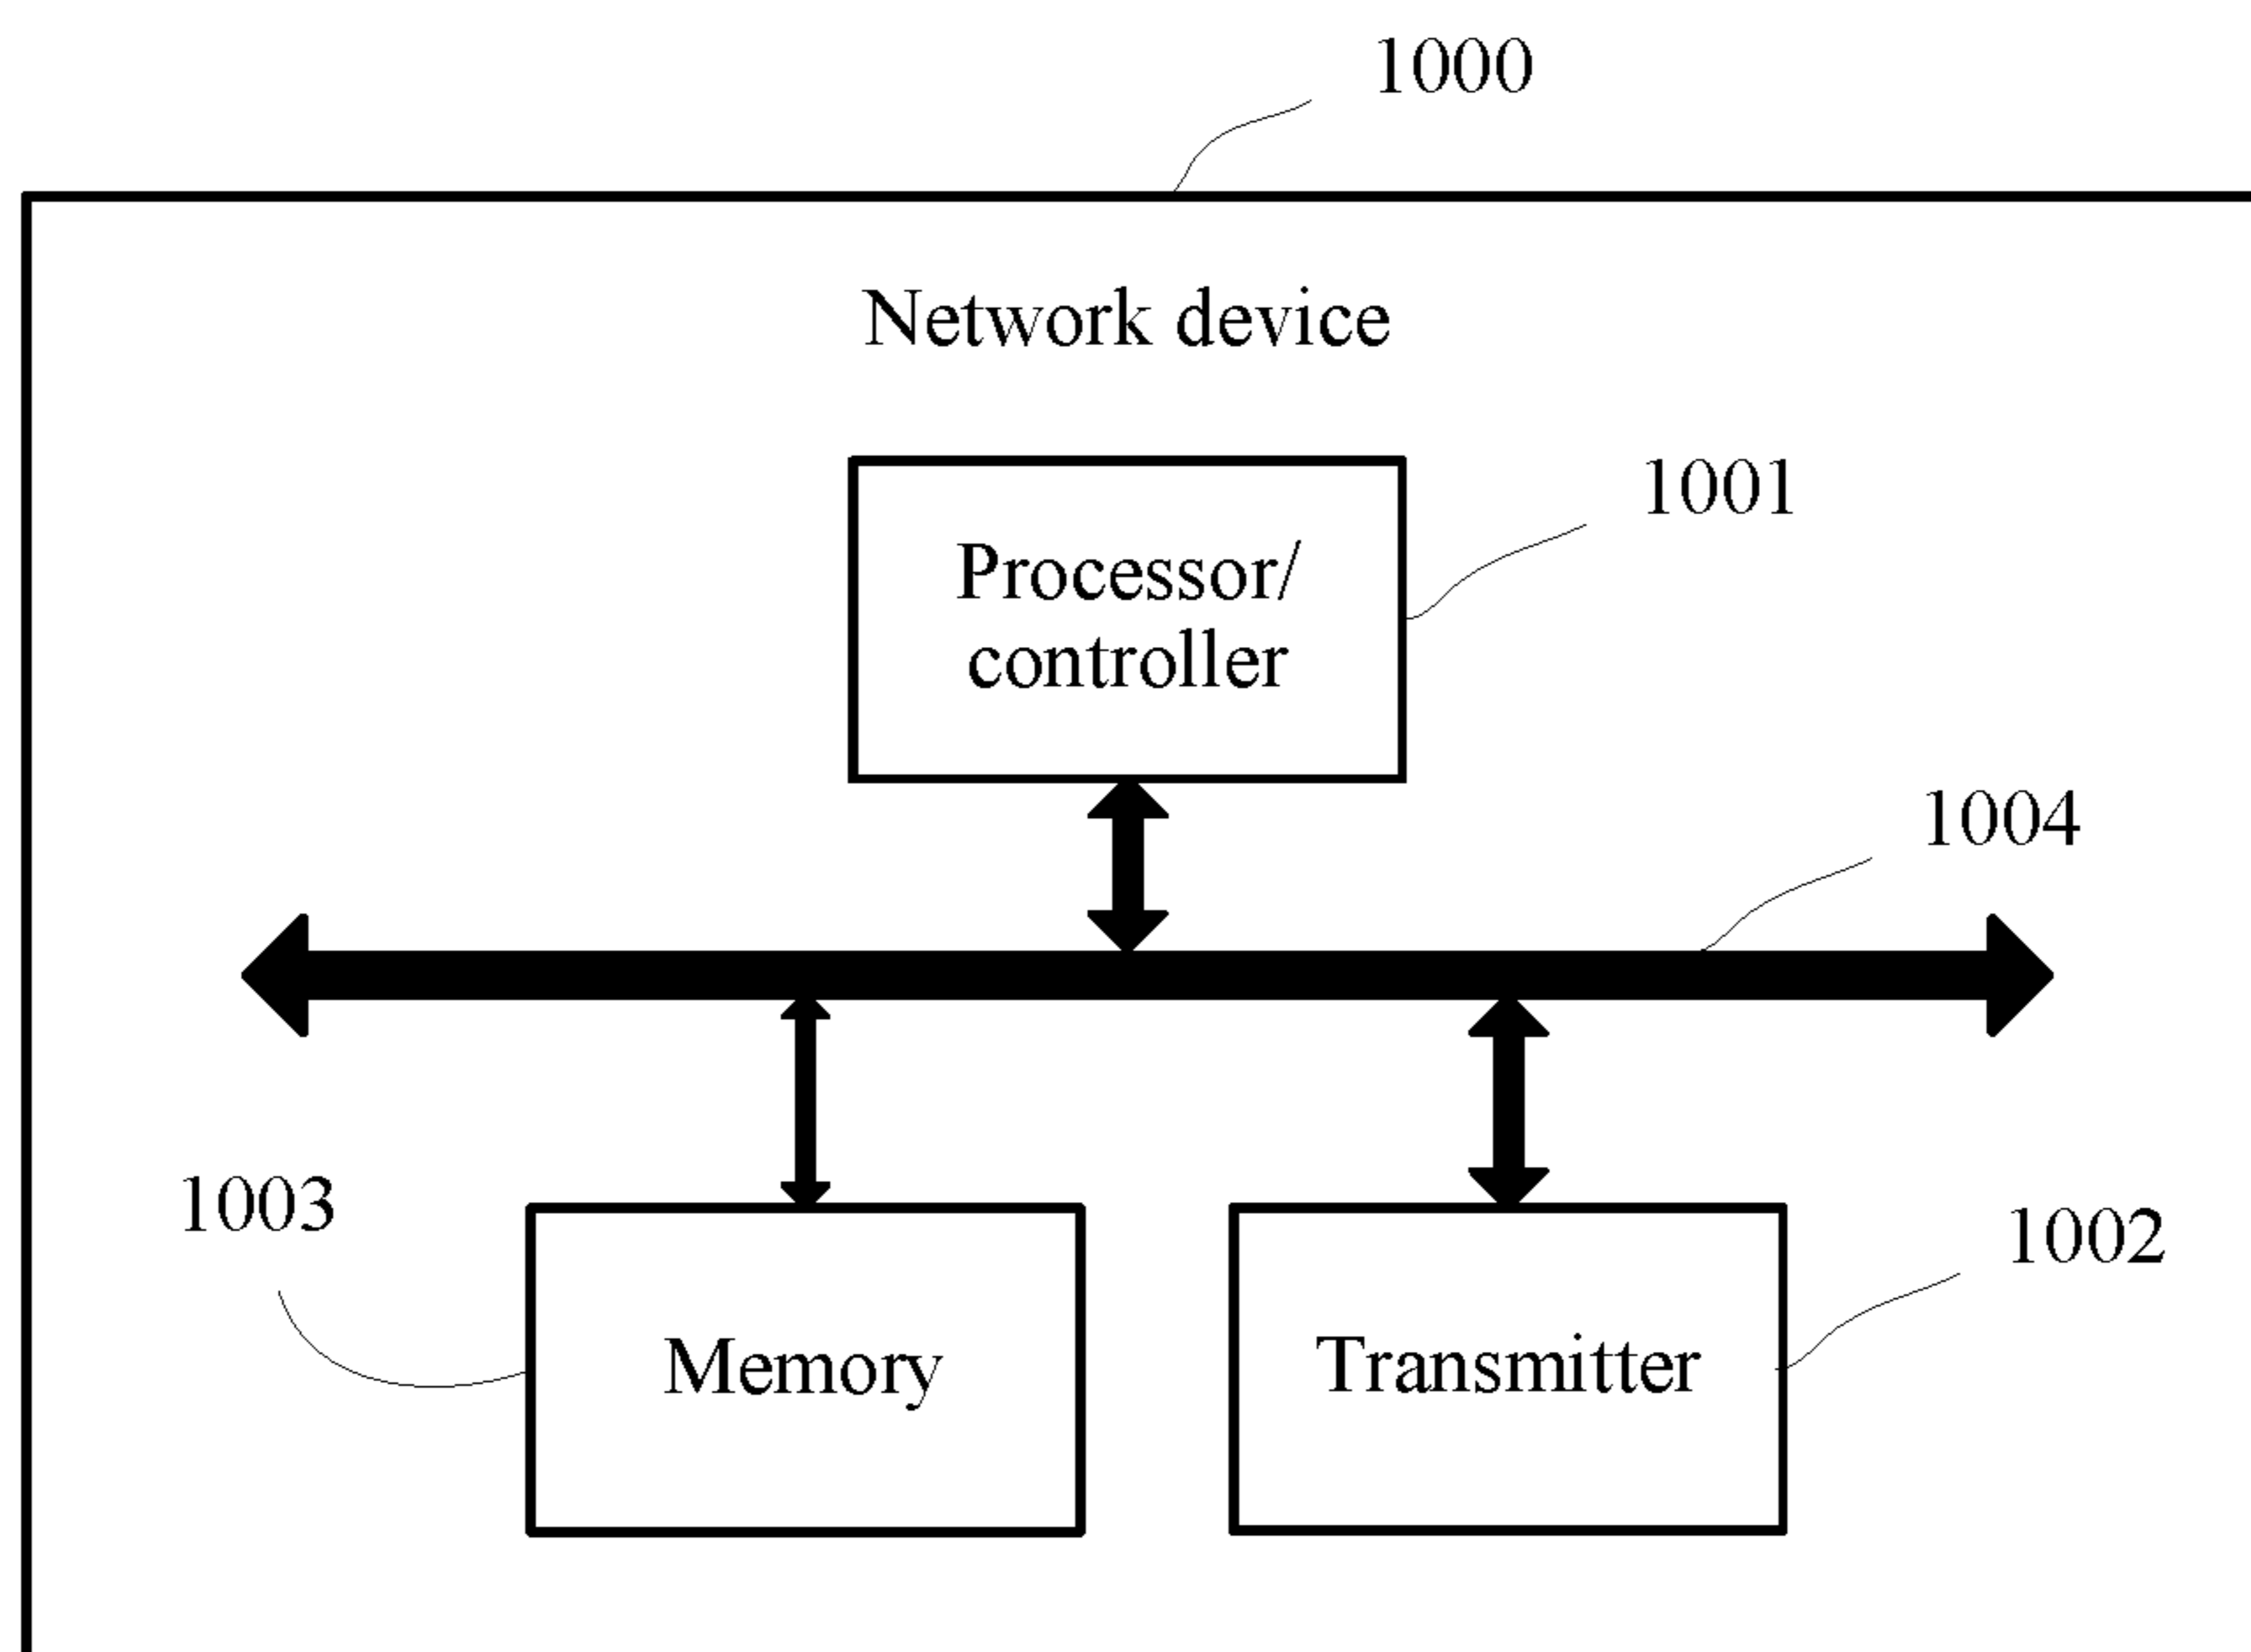 1000
Network device
1001
Processor/
controller
1004
1003
1002
Memory
Transmitter